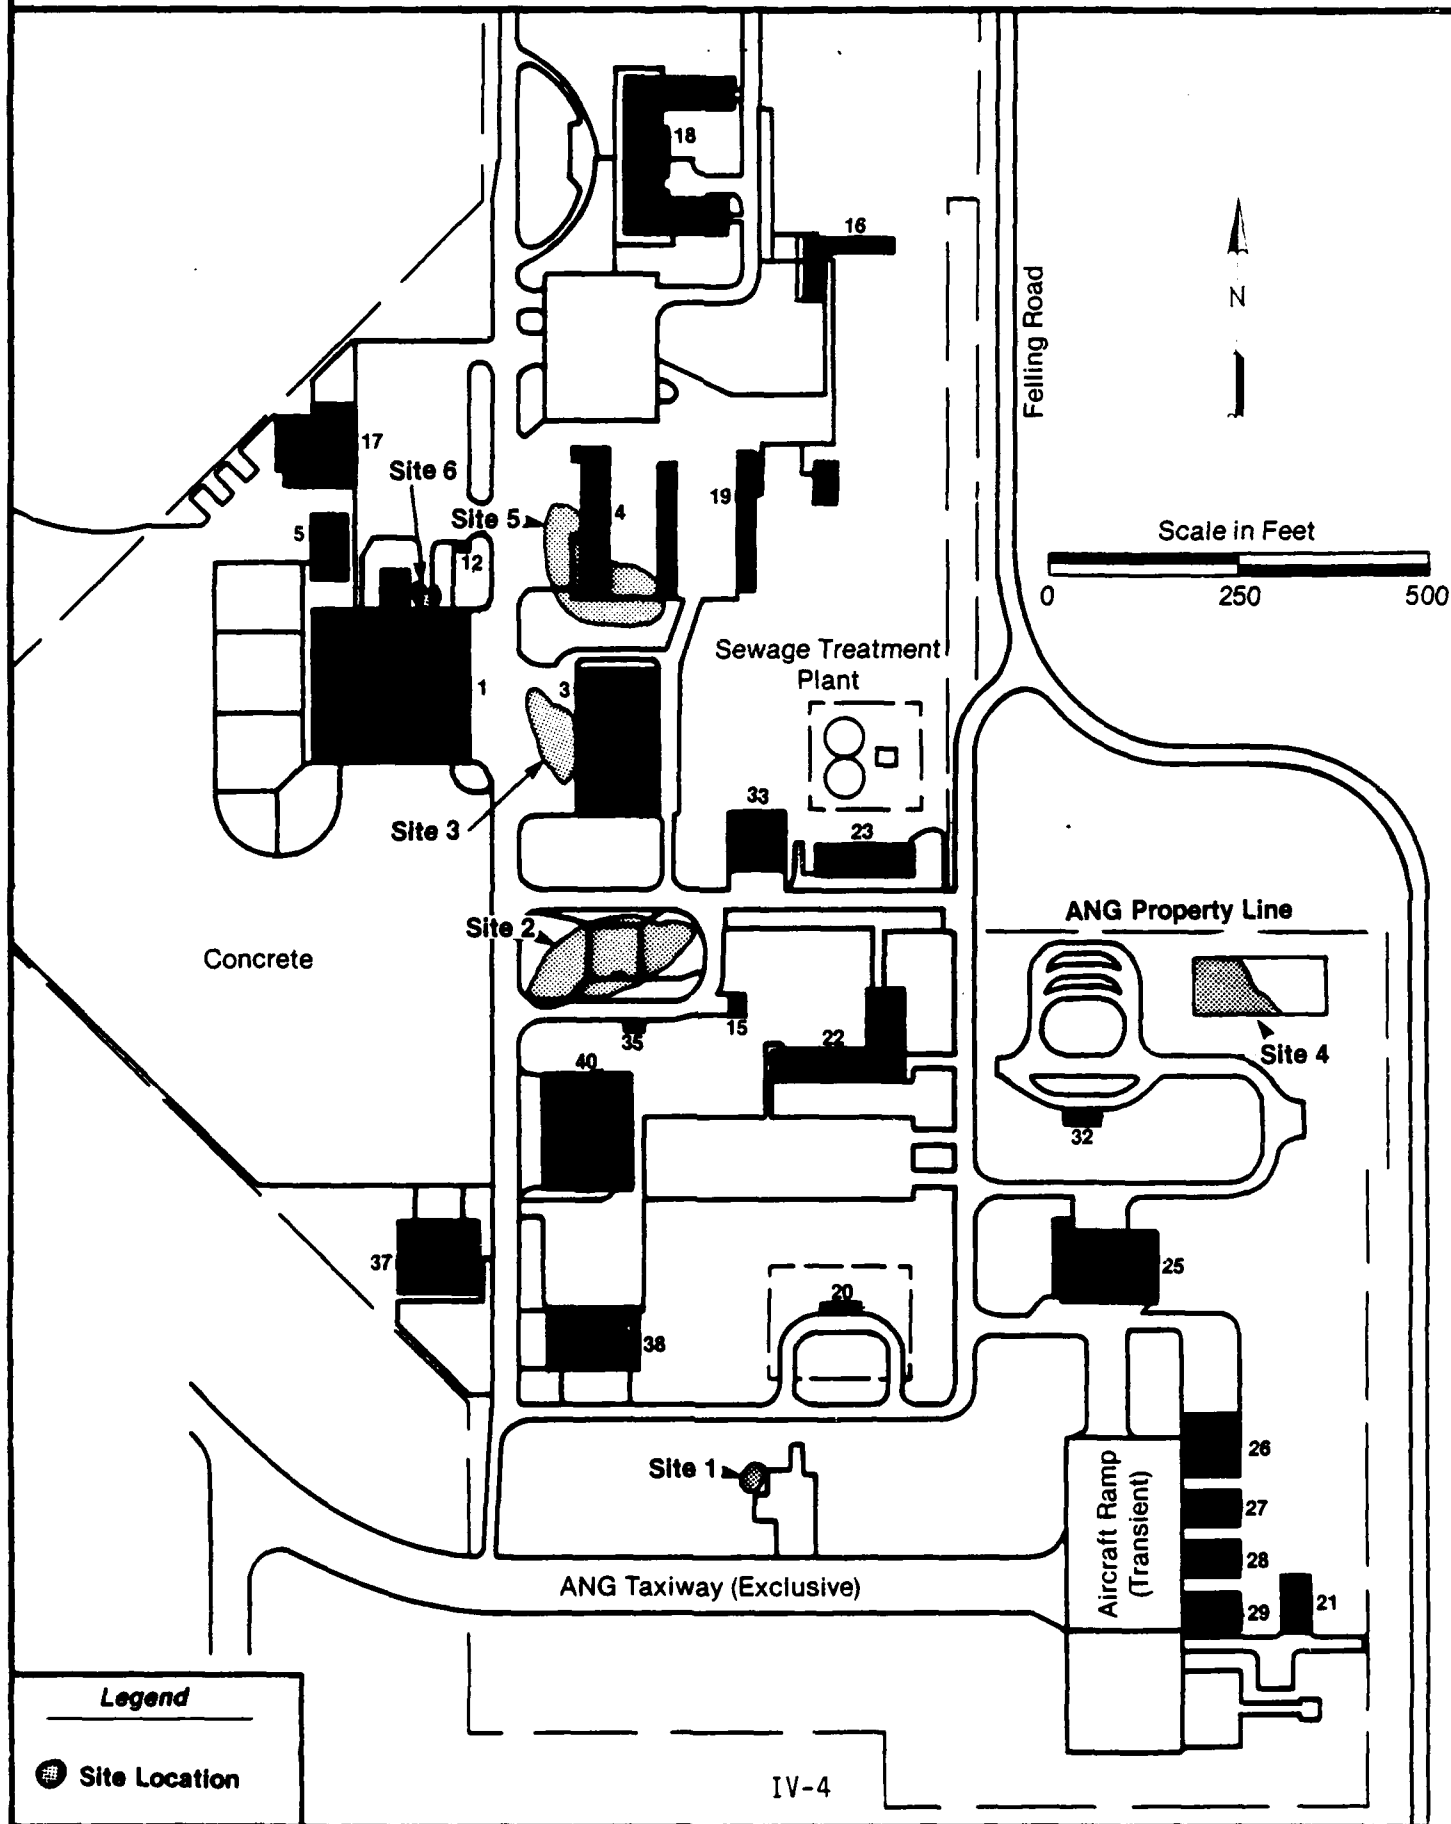 18
16
N
Felling Road
17
Site 6
19
Site 5
4
5
12
Scale in Feet
0
250
500
Sewage Treatment
Plant
1
3
33
Site 3
23
ANG Property Line
Site 2
Concrete
15
35
22
Site 4
40
32
37
25
20
38
Site 1
26
Aircraft Ramp
(Transient)
27
28
ANG Taxiway (Exclusive)
29
21
Legend
Site Location
IV-4